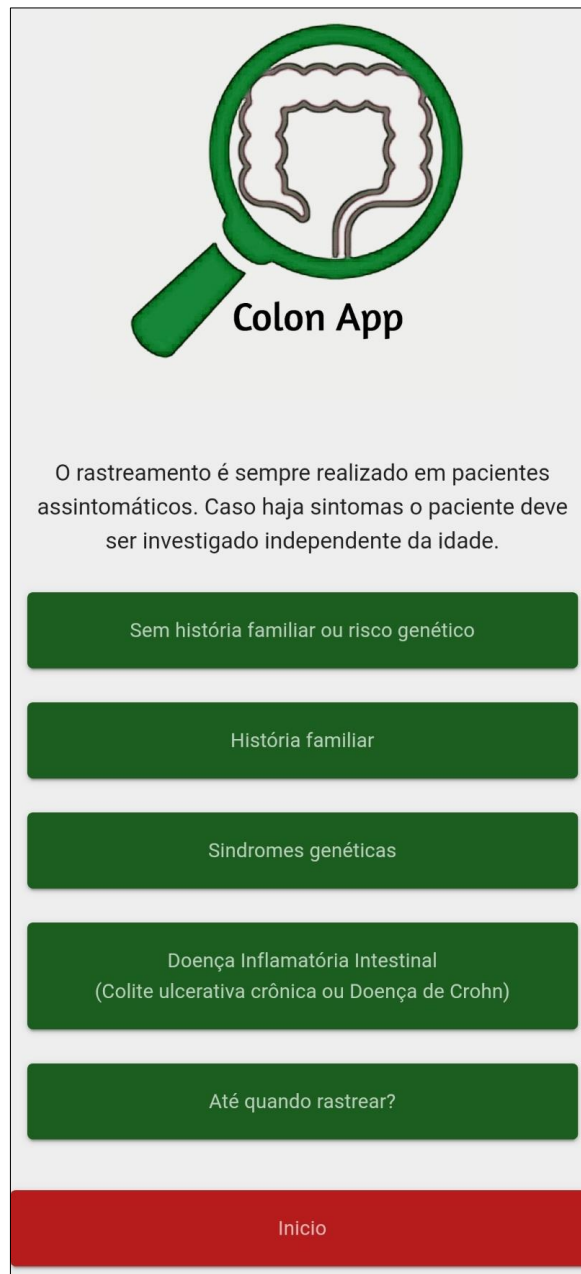 Colon App
O rastreamento é sempre realizado em pacientes
assintomáticos. Caso haja sintomas o paciente deve
ser investigado independente da idade.
Sem história familiar ou risco genético
História familiar
Sindromes genéticas
Doença Inflamatória Intestinal
(Colite ulcerativa crônica ou Doença de Crohn)
Até quando rastrear?
Inicio